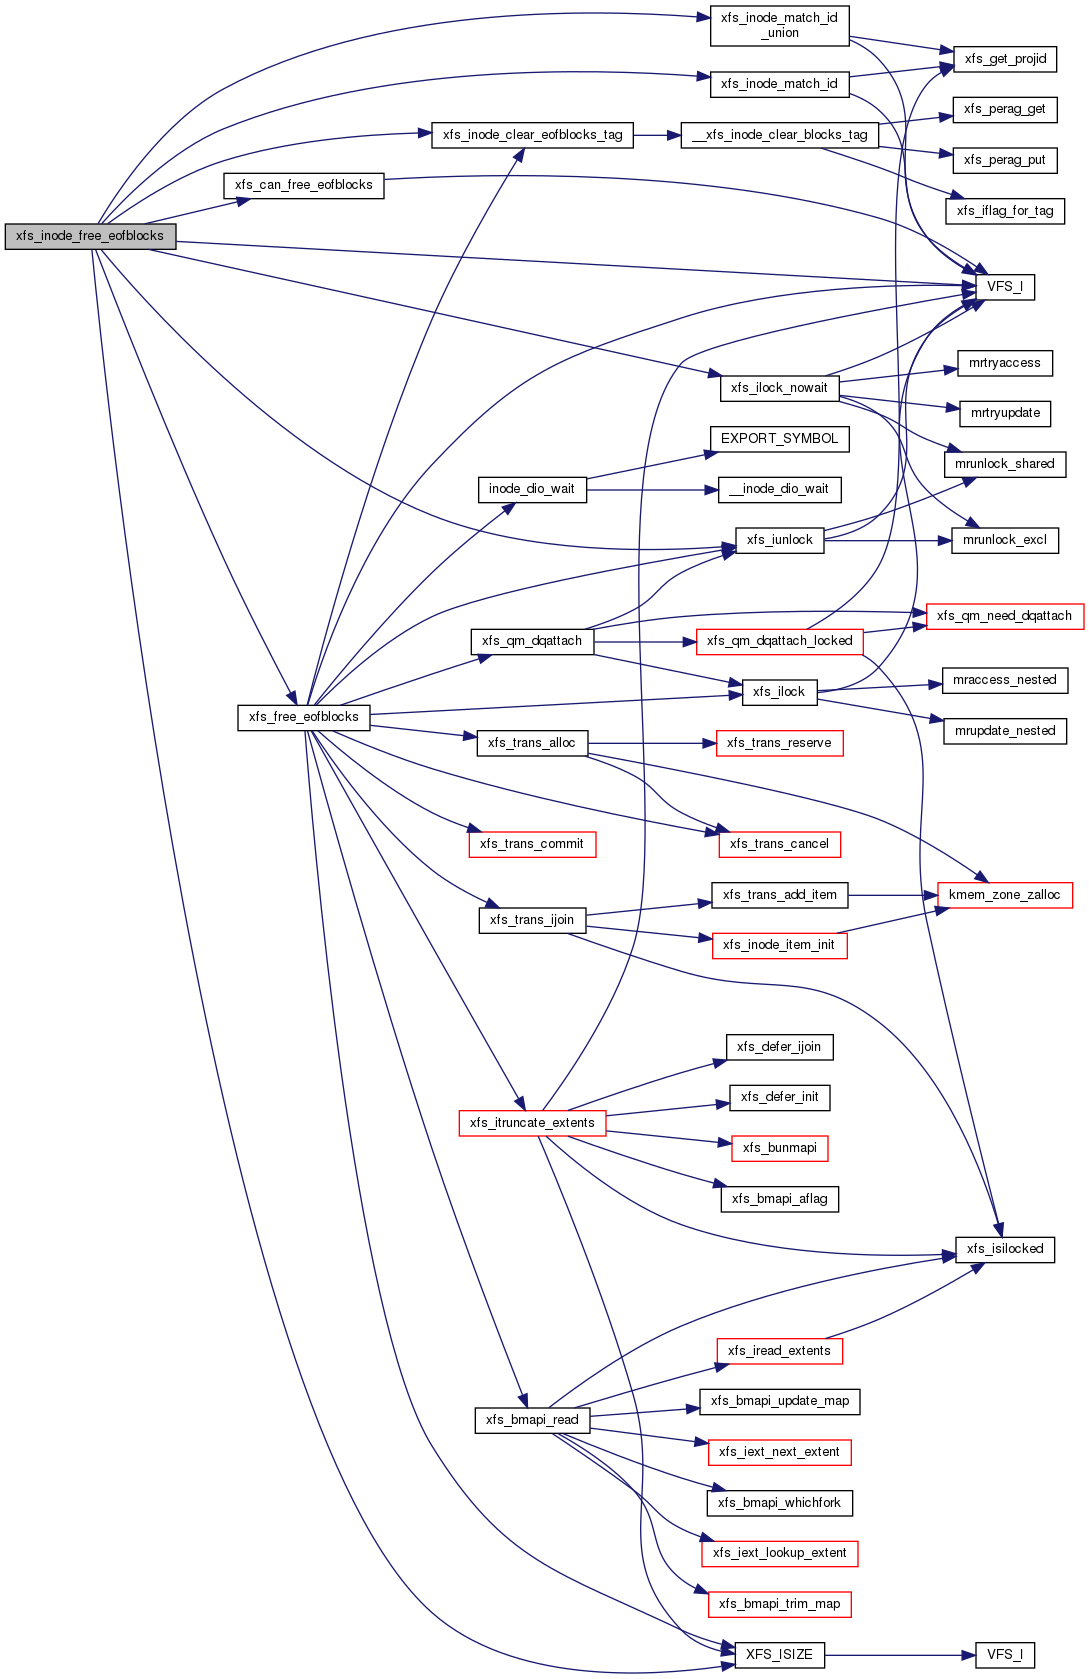 xfs_inode_match_id
_union
xfs_get_projid
xfs_inode_match_id
xfs_perag_get
xfs_inode_clear_eofblocks_tag
__xfs_inode_clear_blocks_tag
xfs_perag_put
xfs_can_free_eofblocks
xfs_iflag_for_tag
xfs_inode_free_eofblocks
VFS_I
mrtryaccess
xfs_ilock_nowait
mrtryupdate
EXPORT_SYMBOL
mrunlock_shared
inode_dio_wait
__inode_dio_wait
xfs_iunlock
mrunlock_excl
xfs_qm_need_dqattach
xfs_qm_dqattach
xfs_qm_dqattach_locked
mraccess_nested
xfs_ilock
xfs_free_eofblocks
mrupdate_nested
xfs_trans_alloc
xfs_trans_reserve
xfs_trans_commit
xfs_trans_cancel
xfs_trans_add_item
kmem_zone_zalloc
xfs_trans_ijoin
xfs_inode_item_init
xfs_defer_ijoin
xfs_defer_init
xfs_itruncate_extents
xfs_bunmapi
xfs_bmapi_aflag
xfs_isilocked
xfs_iread_extents
xfs_bmapi_update_map
xfs_bmapi_read
xfs_iext_next_extent
xfs_bmapi_whichfork
xfs_iext_lookup_extent
xfs_bmapi_trim_map
XFS_ISIZE
VFS_I